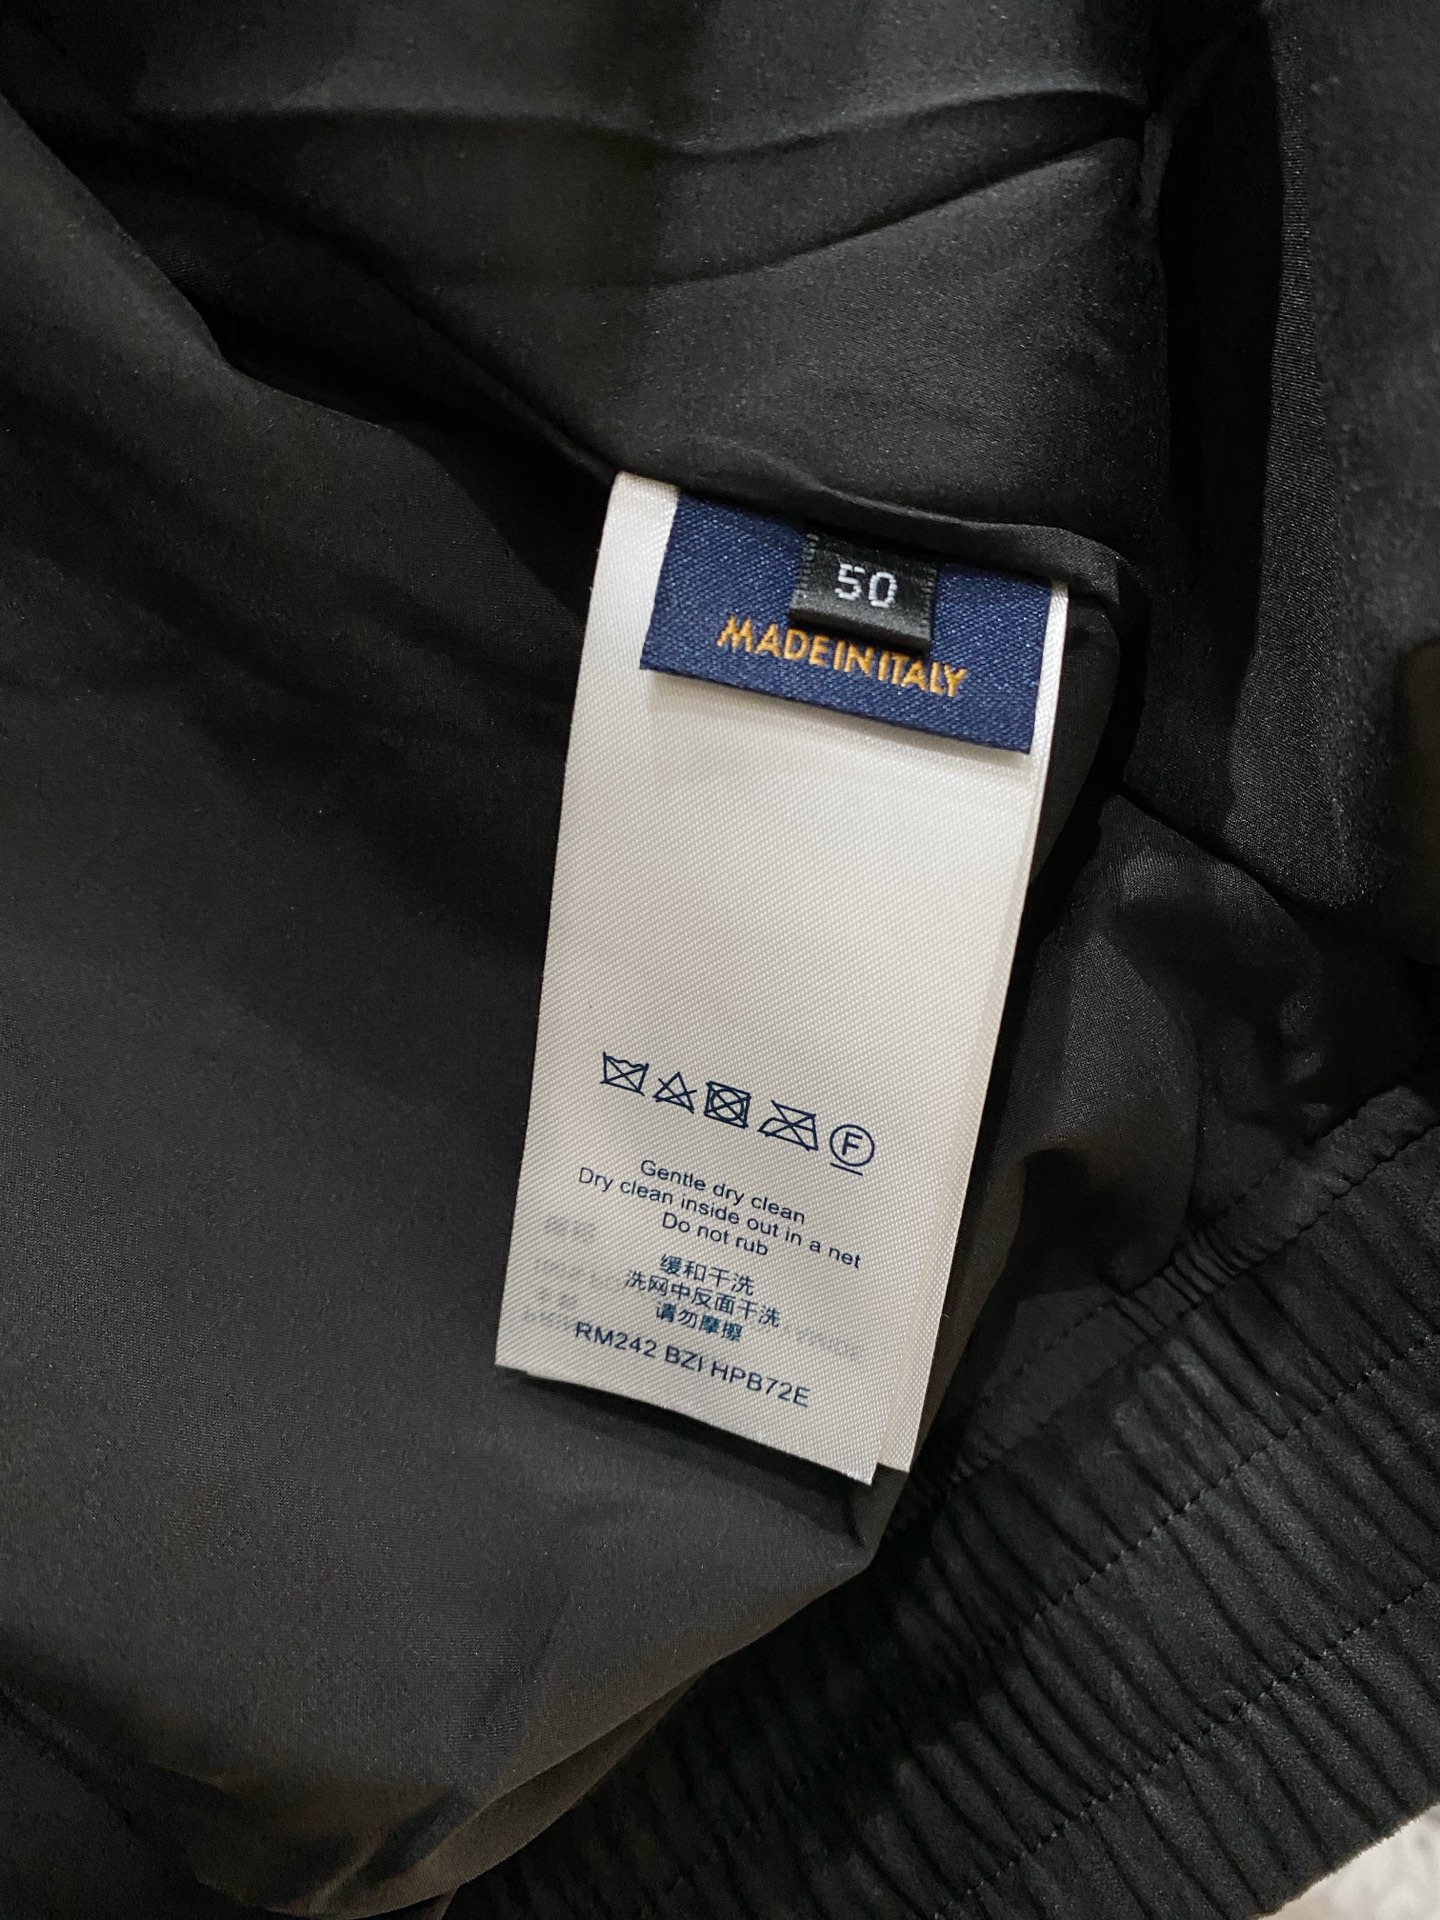 50
MADE IN ITALY
F
Gentle dry clean
Dry clean inside out in a net
Do not rub
缓和干洗
洗网中反面干洗
请勿摩擦
RM242 BZI HPB72E